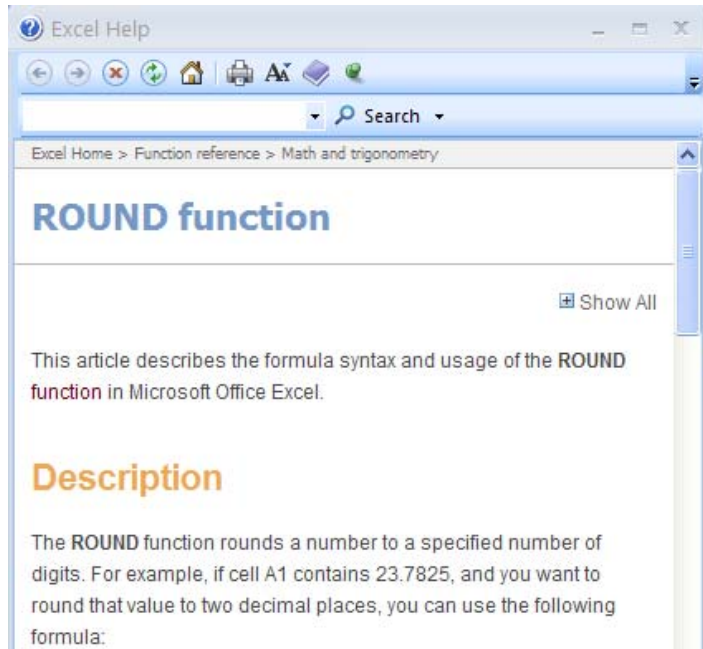 Excel Help
Search
Excel Home > Function reference > Math and trigonometry
ROUND function
Show All
This article describes the formula syntax and usage of the ROUND
function in Microsoft Office Excel.
Description
The ROUND function rounds a number to a specified number of
digits. For example, if cell A1 contains 23.7825, and you want to
round that value to two decimal places, you can use the following
formula: